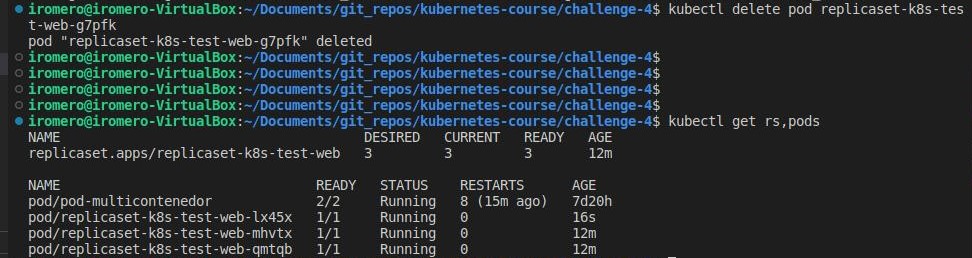 iromero@iromero-VirtualBox:~/Documents/git_repos/kubernetes-course/challenge-4$ kubectl delete pod replicaset-k8s-tes
t-web-g7pfk
pod "replicaset-k8s-test-web-g7pfk" deleted
iromero@iromero-VirtualBox:~/Documents/git_repos/kubernetes-course/challenge-4$
iromero@iromero-VirtualBox:~/Documents/git_repos/kubernetes-course/challenge-4$
iromero@iromero-VirtualBox:~/Documents/git_repos/kubernetes-course/challenge-4$
iromero@iromero-VirtualBox:~/Documents/git_repos/kubernetes-course/challenge-4$
iromero@iromero-VirtualBox:~/Documents/git_repos/kubernetes-course/challenge-4$ kubectl get rs,pods
NAME DESIRED CURRENT READY AGE
replicaset.apps/replicaset-k8s-test-web 3 3 3 12m
NAME READY STATUS RESTARTS AGE
pod/pod-multicontenedor 2/2 Running 8 (15m ago) 7d20h
pod/replicaset-k8s-test-web-lx45x 1/1 Running 0 16s
pod/replicaset-k8s-test-web-mhvtx 1/1 Running 0 12m
pod/replicaset-k8s-test-web-qmtqb 1/1 Running 0 12m